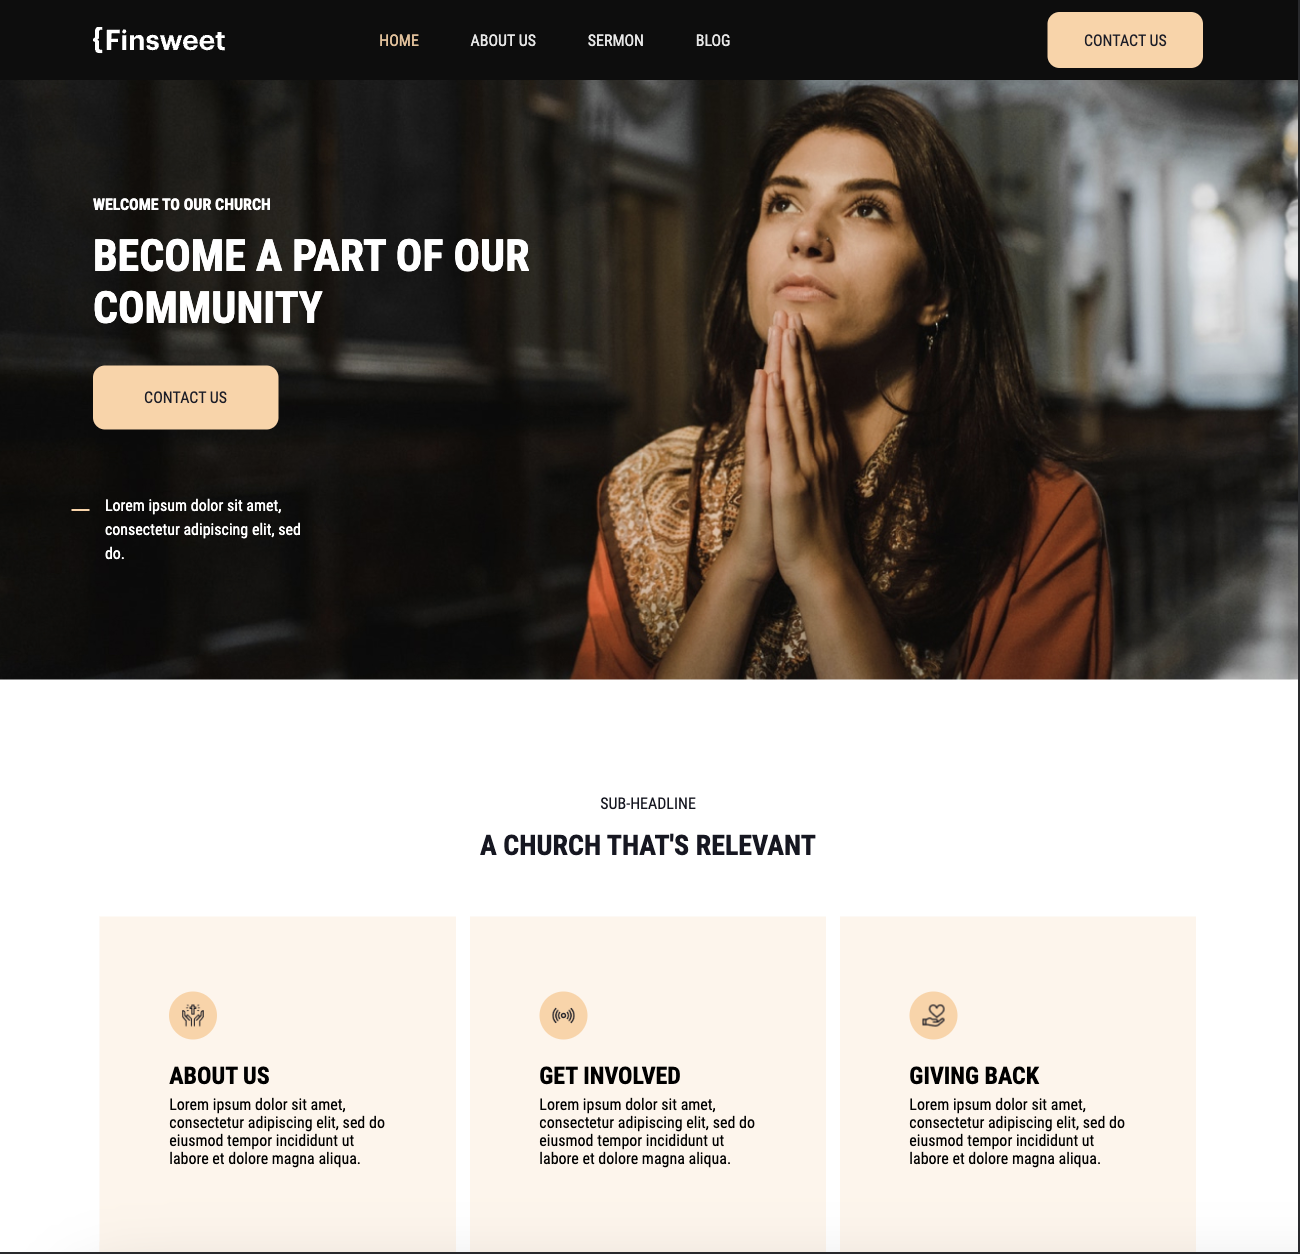 {Finsweet
HOME
ABOUT US
SERMON
BLOG
CONTACT US
WELCOME TO OUR CHURCH
BECOME A PART OF OUR
COMMUNITY
CONTACT US
Lorem ipsum dolor sit amet,
consectetur adipiscing elit, sed
do.
SUB-HEADLINE
A CHURCH THAT'S RELEVANT
ABOUT US
Lorem ipsum dolor sit amet,
consectetur adipiscing elit, sed do
eiusmod tempor incididunt ut
labore et dolore magna aliqua.
GET INVOLVED
Lorem ipsum dolor sit amet,
consectetur adipiscing elit, sed do
eiusmod tempor incididunt ut
labore et dolore magna aliqua.
GIVING BACK
Lorem ipsum dolor sit amet,
consectetur adipiscing elit, sed do
eiusmod tempor incididunt ut
labore et dolore magna aliqua.